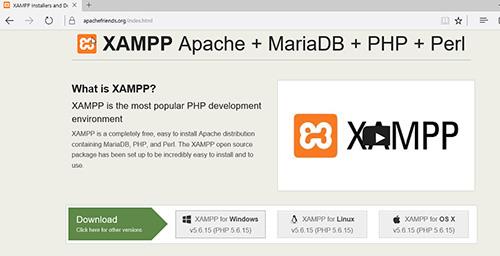 XAMPP Installers and Do
apachefriends.org/index.html
XAMPP Apache + MariaDB + PHP + Perl
What is XAMPP?
XAMPP is the most popular PHP development
environment
XAMPP is a completely free, easy to install Apache distribution
containing MariaDB, PHP, and Perl. The XAMPP open source
package has been set up to be incredibly easy to install and to
use.
XAMPP
Download
Click here for other versions
XAMPP for Windows
v5.6.15 (PHP 5.6.15)
XAMPP for Linux
v5.6.15 (PHP 5.6.15)
XAMPP for OS X
v5.6.15 (PHP 5.6.15)